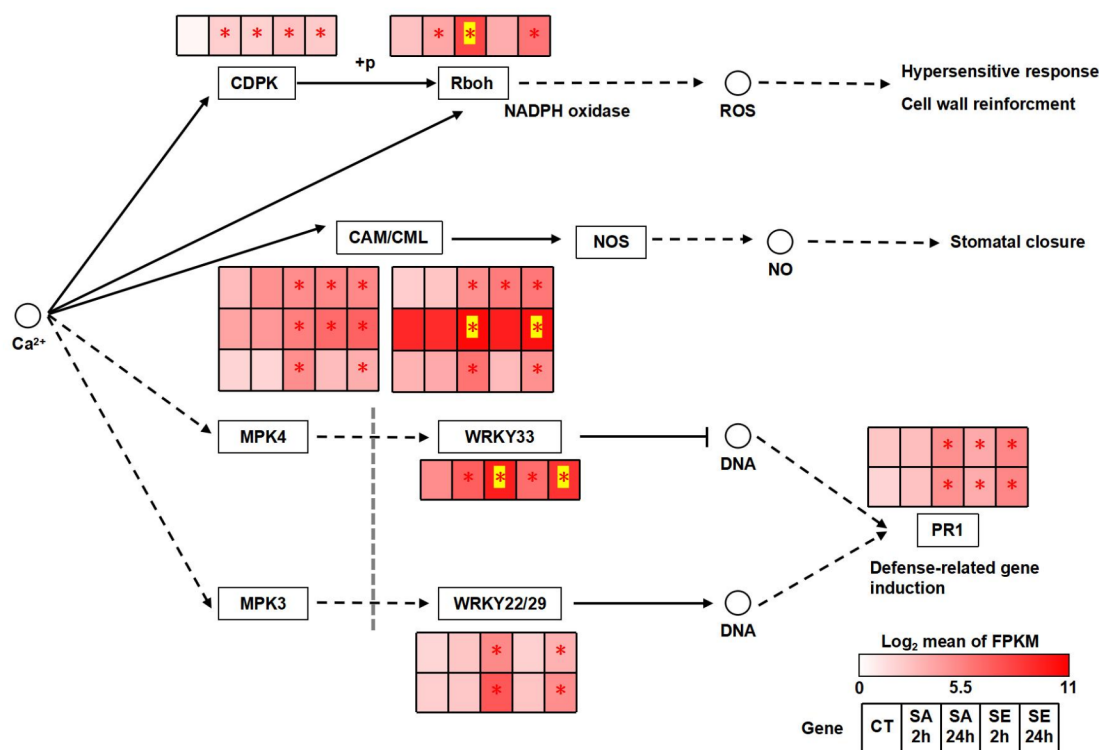 * * * *
* * *
+p
CDPK
Rboh
NADPH oxidase
ROS
Hypersensitive response
Cell wall reinforcment
CAM/CML
NOS
NO
Stomatal closure
* * *
* * *
* *
* * *
* *
* *
Ca²⁺
MPK4
WRKY33
DNA
* * * *
* * *
* * *
PR1
Defense-related gene
induction
MPK3
WRKY22/29
DNA
* *
* *
Log₂ mean of FPKM
0
5.5
11
Gene
CT
SA
2h
SA
24h
SE
2h
SE
24h